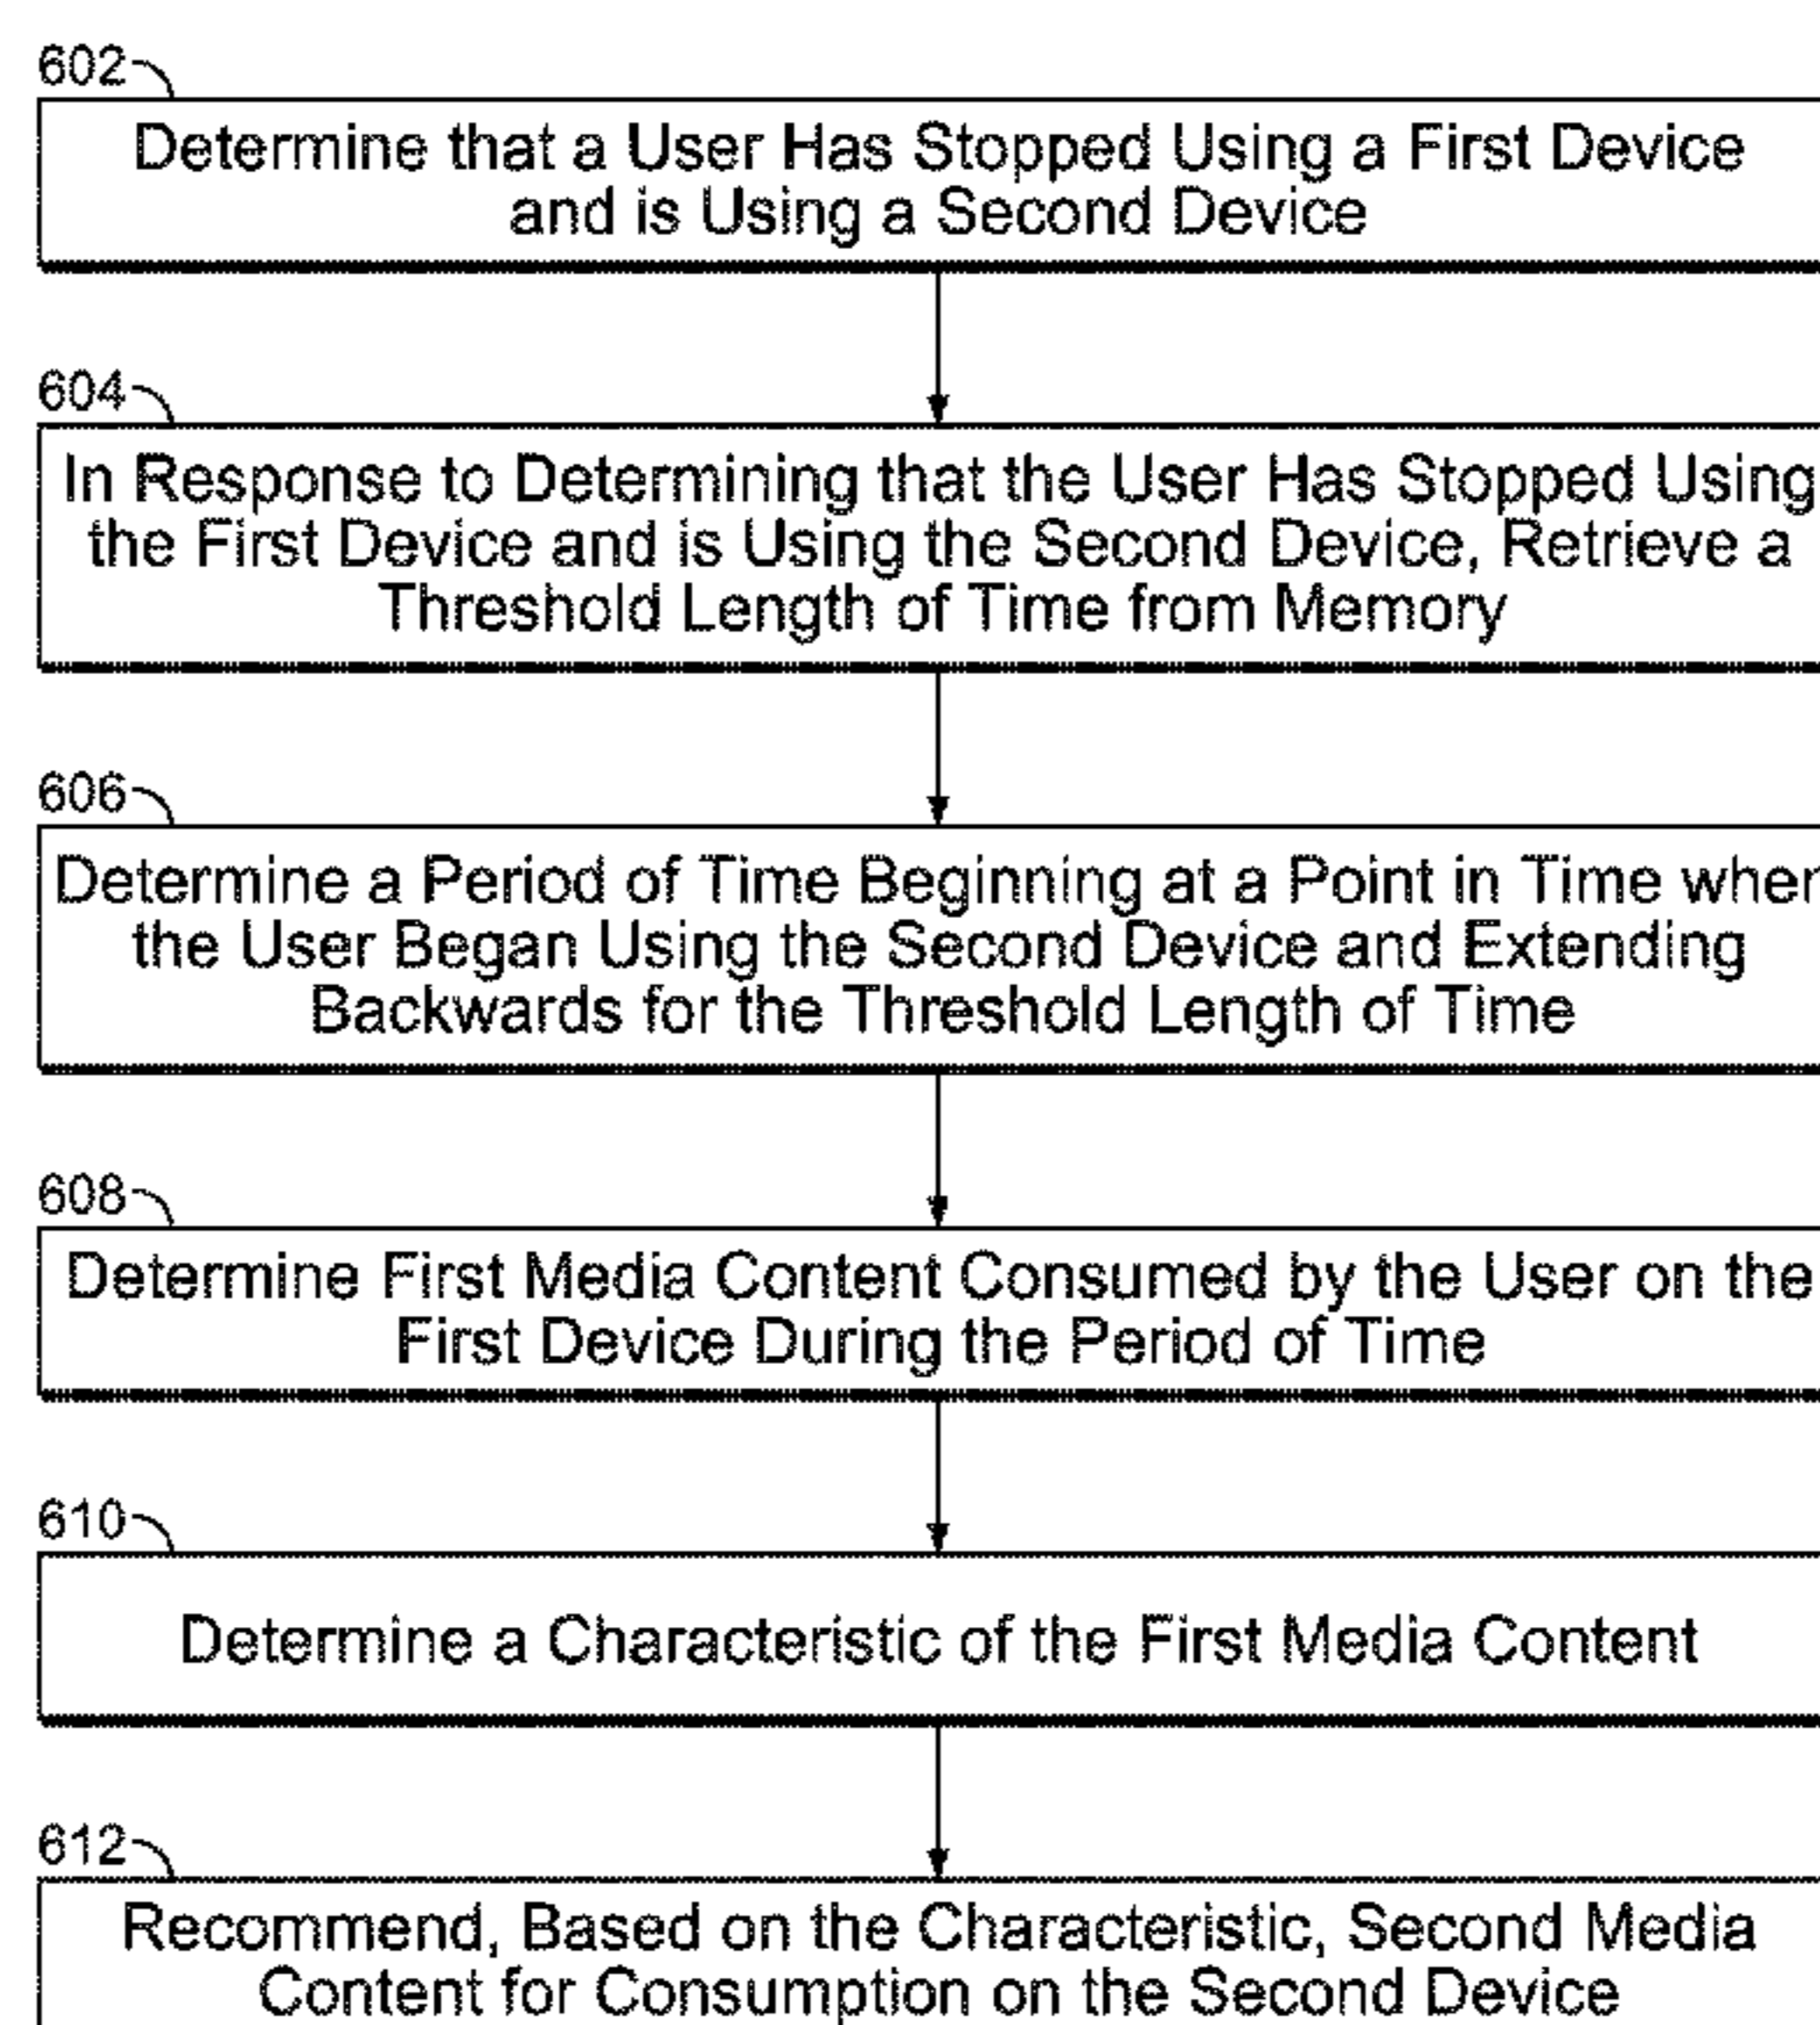 602
Determine that a User Has Stopped Using a First Device
and is Using a Second Device
604
In Response to Determining that the User Has Stopped Using
the First Device and is Using the Second Device, Retrieve a
Threshold Length of Time from Memory
606
Determine a Period of Time Beginning at a Point in Time when
the User Began Using the Second Device and Extending
Backwards for the Threshold Length of Time
608
Determine First Media Content Consumed by the User on the
First Device During the Period of Time
610
Determine a Characteristic of the First Media Content
612
Recommend, Based on the Characteristic, Second Media
Content for Consumption on the Second Device